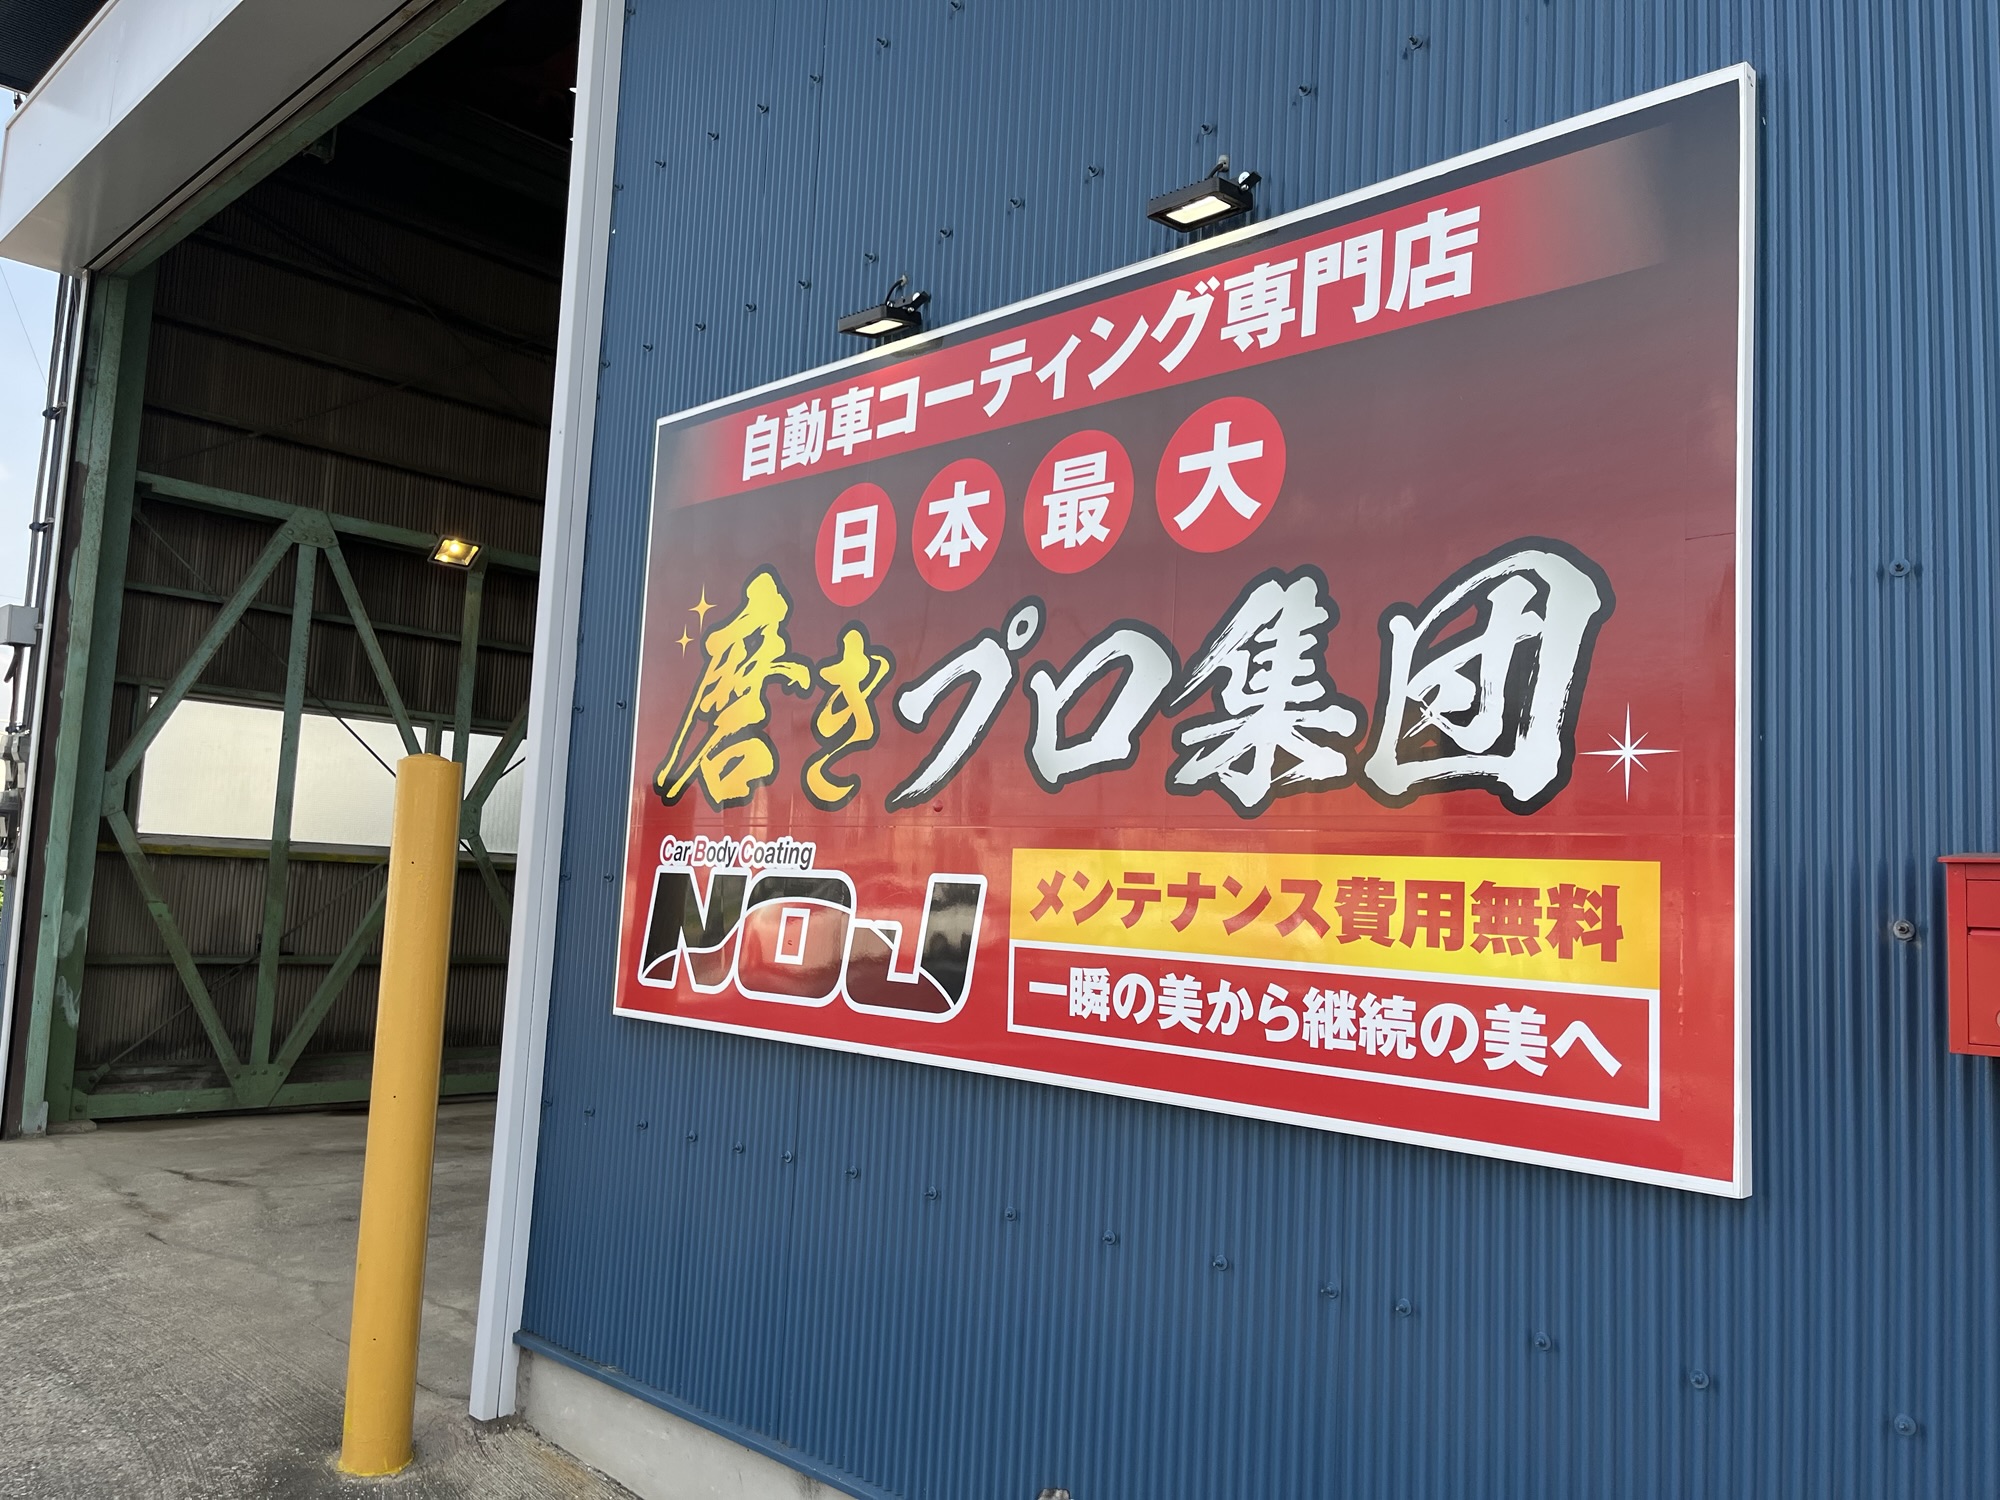 自動車コーティング専門店
日本最大
磨きプロ集団
Car Body Coating
NOJ
メンテナンス費用無料
一瞬の美から継続の美へ